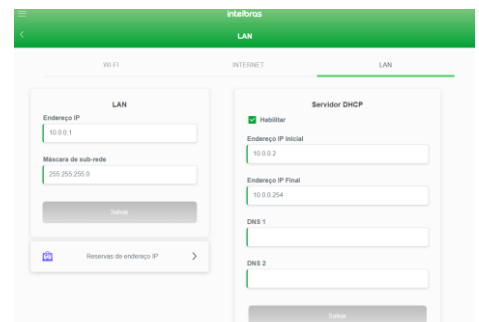 intelbras
LAN
WI-FI
INTERNET
LAN
LAN
Endereço IP
10.0.0.1
Máscara de sub-rede
255.255.255.0
Salvar
Reservas de endereço IP
Servidor DHCP
Habilitar
Endereço IP Inicial
10.0.0.2
Endereço IP Final
10.0.0.254
DNS 1
DNS 2
Salvar